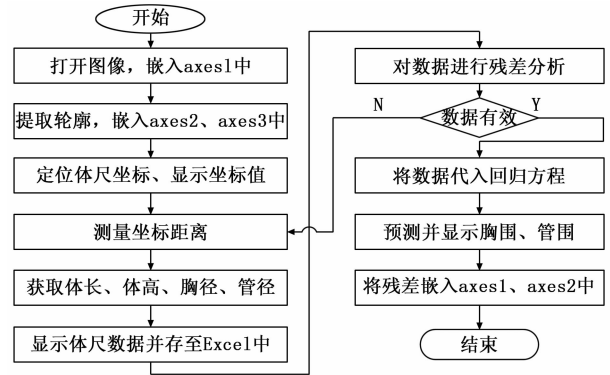 开始
打开图像，嵌入axes1中
提取轮廓，嵌入axes2、axes3中
定位体尺坐标、显示坐标值
测量坐标距离
获取体长、体高、胸径、管径
显示体尺数据并存至Excel中
对数据进行残差分析
N
数据有效
Y
将数据代入回归方程
预测并显示胸围、管围
将残差嵌入axes1、axes2中
结束